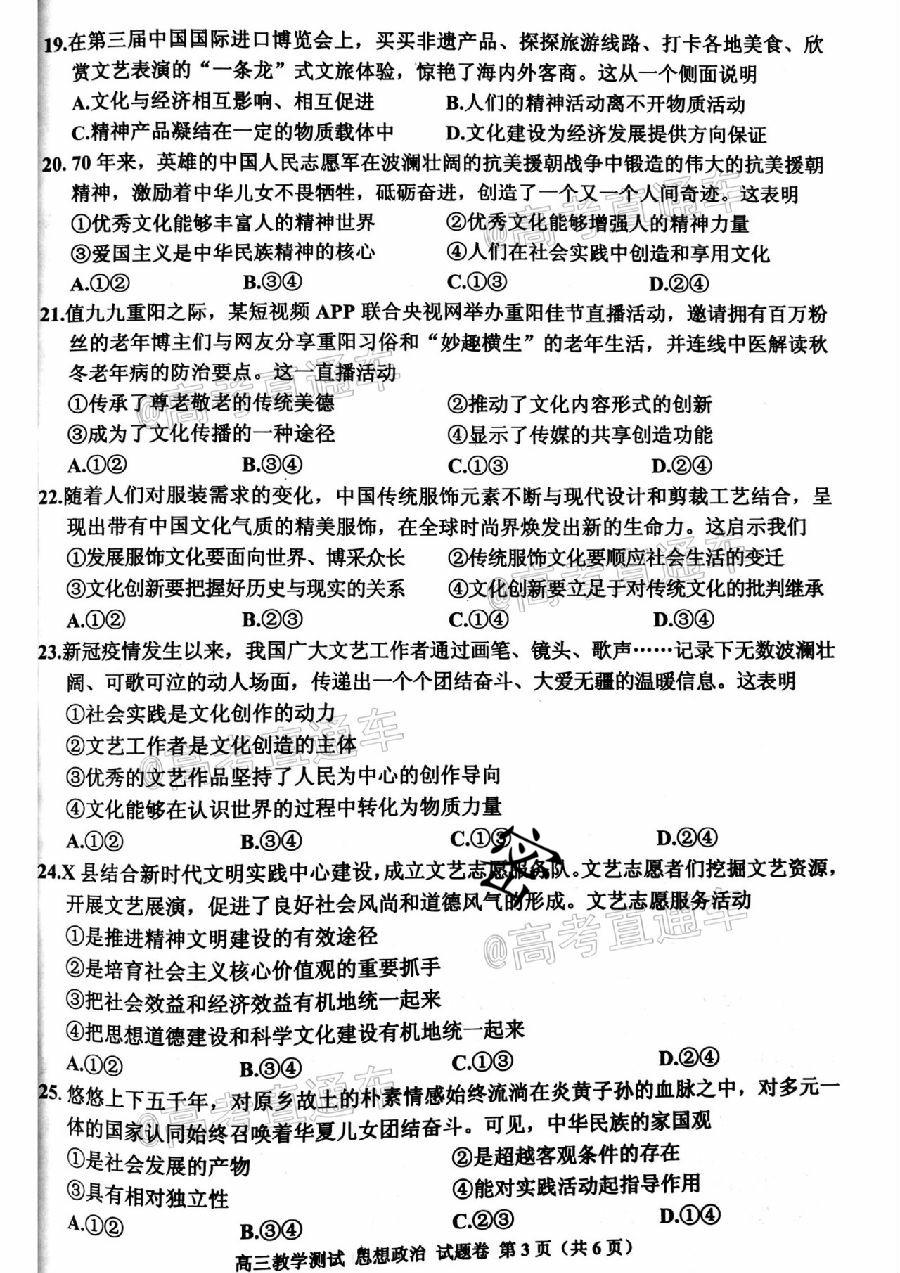 19.在第三届中国国际进口博览会上，买买非遗产品、探探旅游线路、打卡各地美食、欣
赏文艺表演的“一条龙”式文旅体验，惊艳了海内外客商。这从一个侧面说明
A.文化与经济相互影响、相互促进 B.人们的精神活动离不开物质活动
C.精神产品凝结在一定的物质载体中 D.文化建设为经济发展提供方向保证
20. 70 年来，英雄的中国人民志愿军在波澜壮阔的抗美援朝战争中锻造的伟大的抗美援朝
精神，激励着中华儿女不畏牺牲，砥砺奋进，创造了一个又一个人间奇迹。这表明
①优秀文化能够丰富人的精神世界 ②优秀文化能够增强人的精神力量
③爱国主义是中华民族精神的核心 ④人们在社会实践中创造和享用文化
A.①② B.③④ C.①③ D.②④
21.值九九重阳之际，某短视频 APP 联合央视网举办重阳佳节直播活动，邀请拥有百万粉
丝的老年博主们与网友分享重阳习俗和“妙趣横生”的老年生活，并连线中医解读秋
冬老年病的防治要点。这一直播活动
①传承了尊老敬老的传统美德 ②推动了文化内容形式的创新
③成为了文化传播的一种途径 ④显示了传媒的共享创造功能
A.①② B.③④ C.①③ D.②④
22.随着人们对服装需求的变化，中国传统服饰元素不断与现代设计和剪裁工艺结合，呈
现出带有中国文化气质的精美服饰，在全球时尚界焕发出新的生命力。这启示我们
①发展服饰文化要面向世界、博采众长 ②传统服饰文化要顺应社会生活的变迁
③文化创新要把握好历史与现实的关系 ④文化创新要立足于对传统文化的批判继承
A.①② B.②③ C.①④ D.③④
23.新冠疫情发生以来，我国广大文艺工作者通过画笔、镜头、歌声……记录下无数波澜壮
阔、可歌可泣的动人场面，传递出一个个团结奋斗、大爱无疆的温暖信息。这表明
①社会实践是文化创作的动力
②文艺工作者是文化创造的主体
③优秀的文艺作品坚持了人民为中心的创作导向
④文化能够在认识世界的过程中转化为物质力量
A.①② B.③④ C.①③ D.②④
密
24.X 县结合新时代文明实践中心建设，成立文艺志愿服务队。文艺志愿者们挖掘文艺资源，
开展文艺展演，促进了良好社会风尚和道德风气的形成。文艺志愿服务活动
①是推进精神文明建设的有效途径
②是培育社会主义核心价值观的重要抓手
③把社会效益和经济效益有机地统一起来
④把思想道德建设和科学文化建设有机地统一起来
A.①② B.③④ C.①③ D.②④
25.悠悠上下五千年，对原乡故土的朴素情感始终流淌在炎黄子孙的血脉之中，对多元一
体的国家认同始终召唤着华夏儿女团结奋斗。可见，中华民族的家国观
①是社会发展的产物 ②是超越客观条件的存在
③具有相对独立性 ④能对实践活动起指导作用
A.①② B.③④ C.②③ D.①④
高三教学测试 思想政治 试题卷 第 3 页（共 6 页）
@高考直通车
@高考直通车
@高考直通车
@高考直通车
@高考直通车
@高考直通车